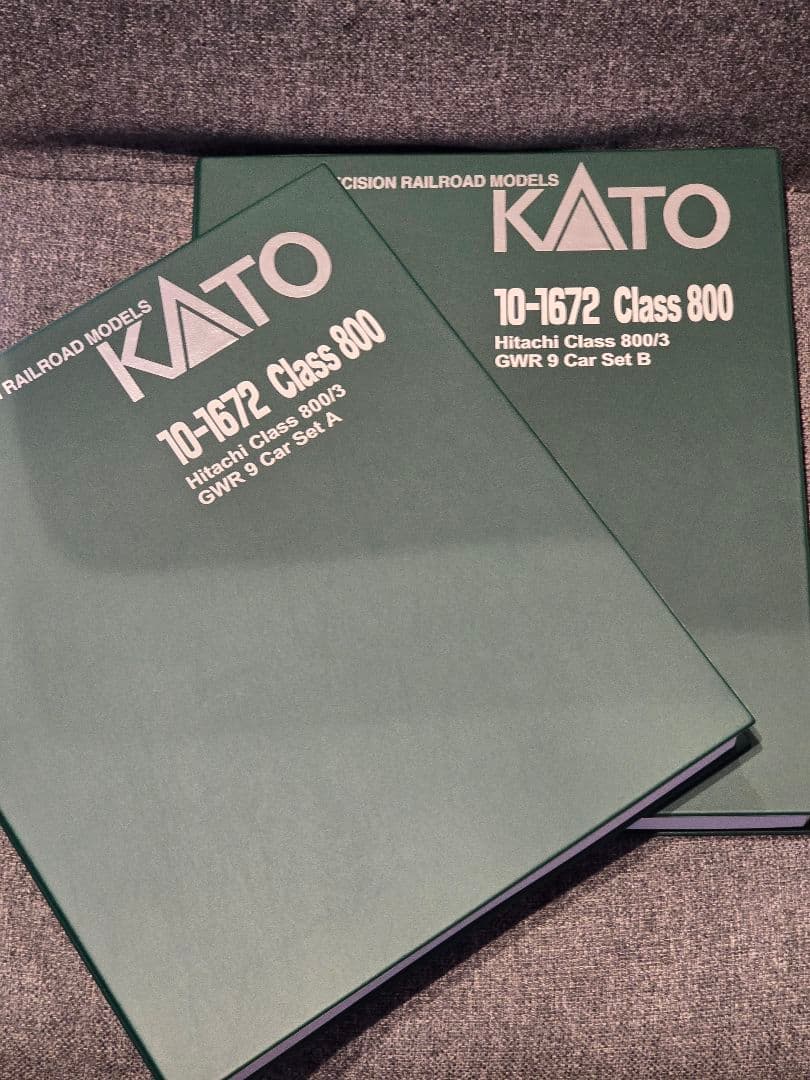 RAILROAD MODELS
KATO
10-1672 Class 800
Hitachi Class 800/3
GWR 9 Car Set A
CISION RAILROAD MODELS
KATO
10-1672 Class 800
Hitachi Class 800/3
GWR 9 Car Set B